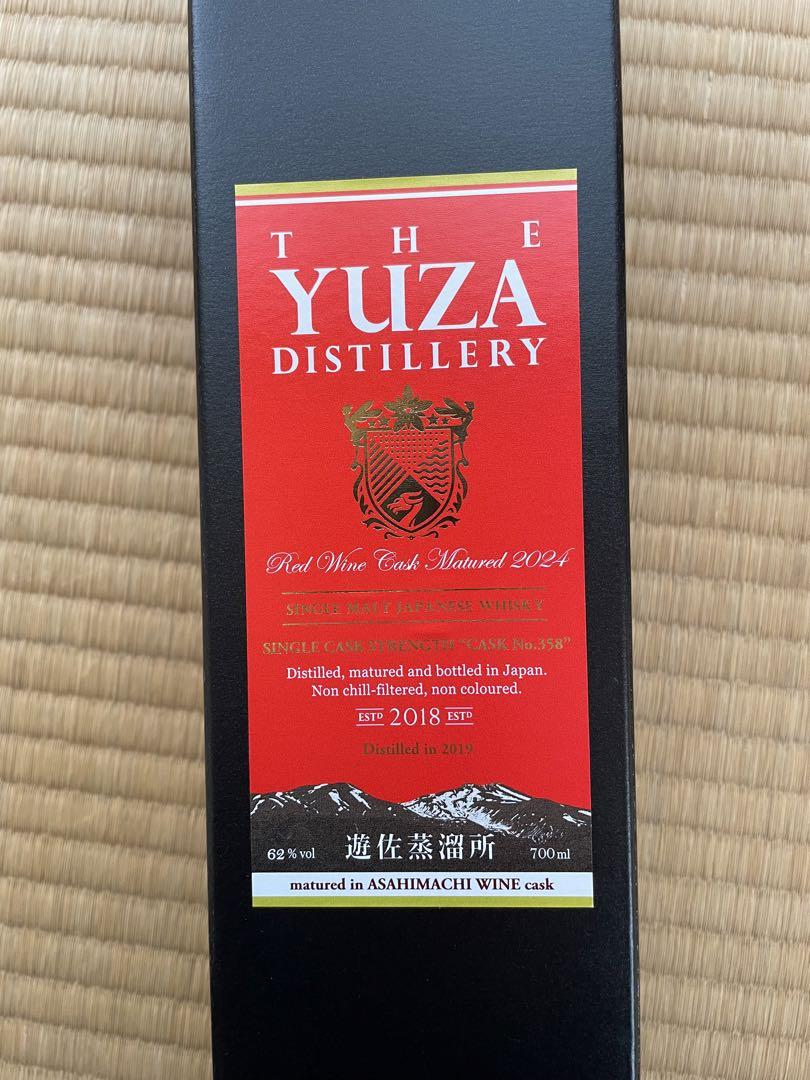 THE
YUZA
DISTILLERY
Red Wine Cask Matured 2024
SINGLE MALT JAPANESE WHISKY
SINGLE CASK STRENGTH "CASK No.358"
Distilled, matured and bottled in Japan.
Non chill-filtered, non coloured.
ESTD 2018 ESTD
Distilled in 2019
62% vol 遊佐蒸溜所 700ml
matured in ASAHIMACHI WINE cask